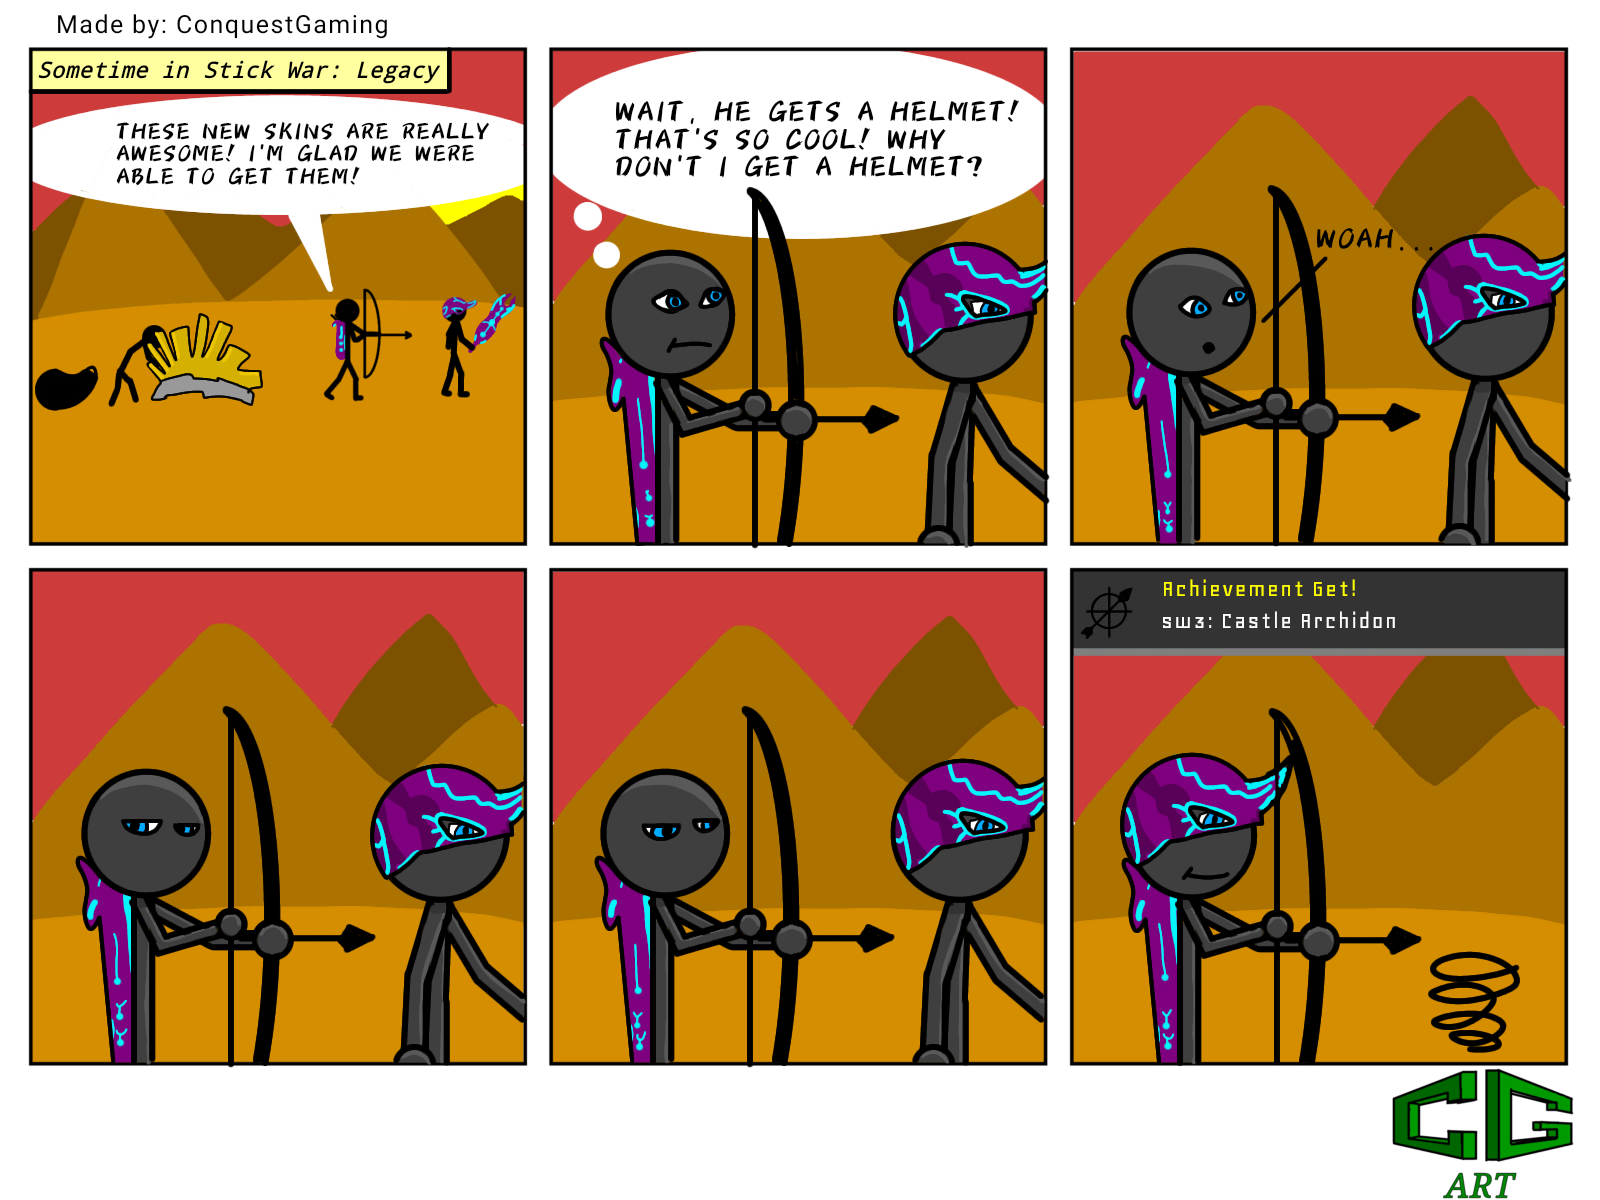 Made by: ConquestGaming
Sometime in Stick War: Legacy
THESE NEW SKINS ARE REALLY
AWESOME! I'M GLAD WE WERE
ABLE TO GET THEM!
WAIT, HE GETS A HELMET!
THAT'S SO COOL! WHY
DON'T I GET A HELMET?
WOAH...
Achievement Get!
sw3: Castle Archidon
CG
ART